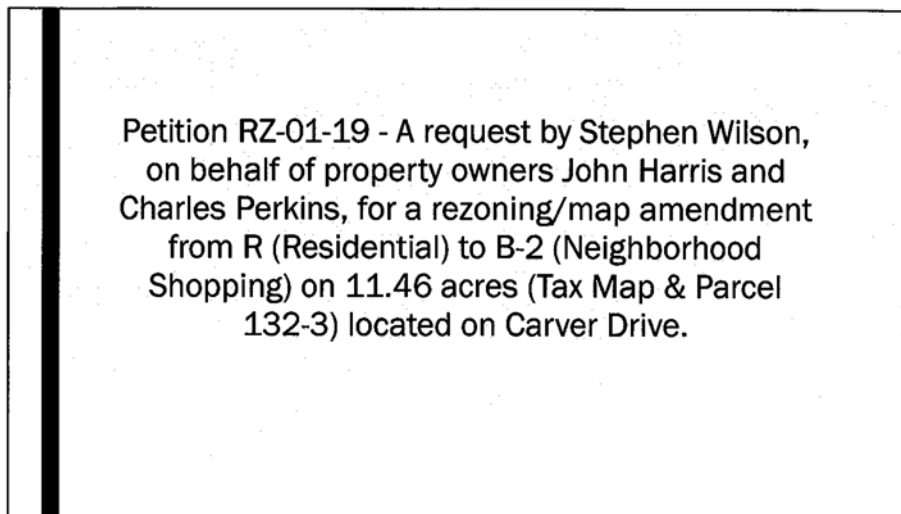 Petition RZ-01-19 - A request by Stephen Wilson,
on behalf of property owners John Harris and
Charles Perkins, for a rezoning/map amendment
from R (Residential) to B-2 (Neighborhood
Shopping) on 11.46 acres (Tax Map & Parcel
132-3) located on Carver Drive.